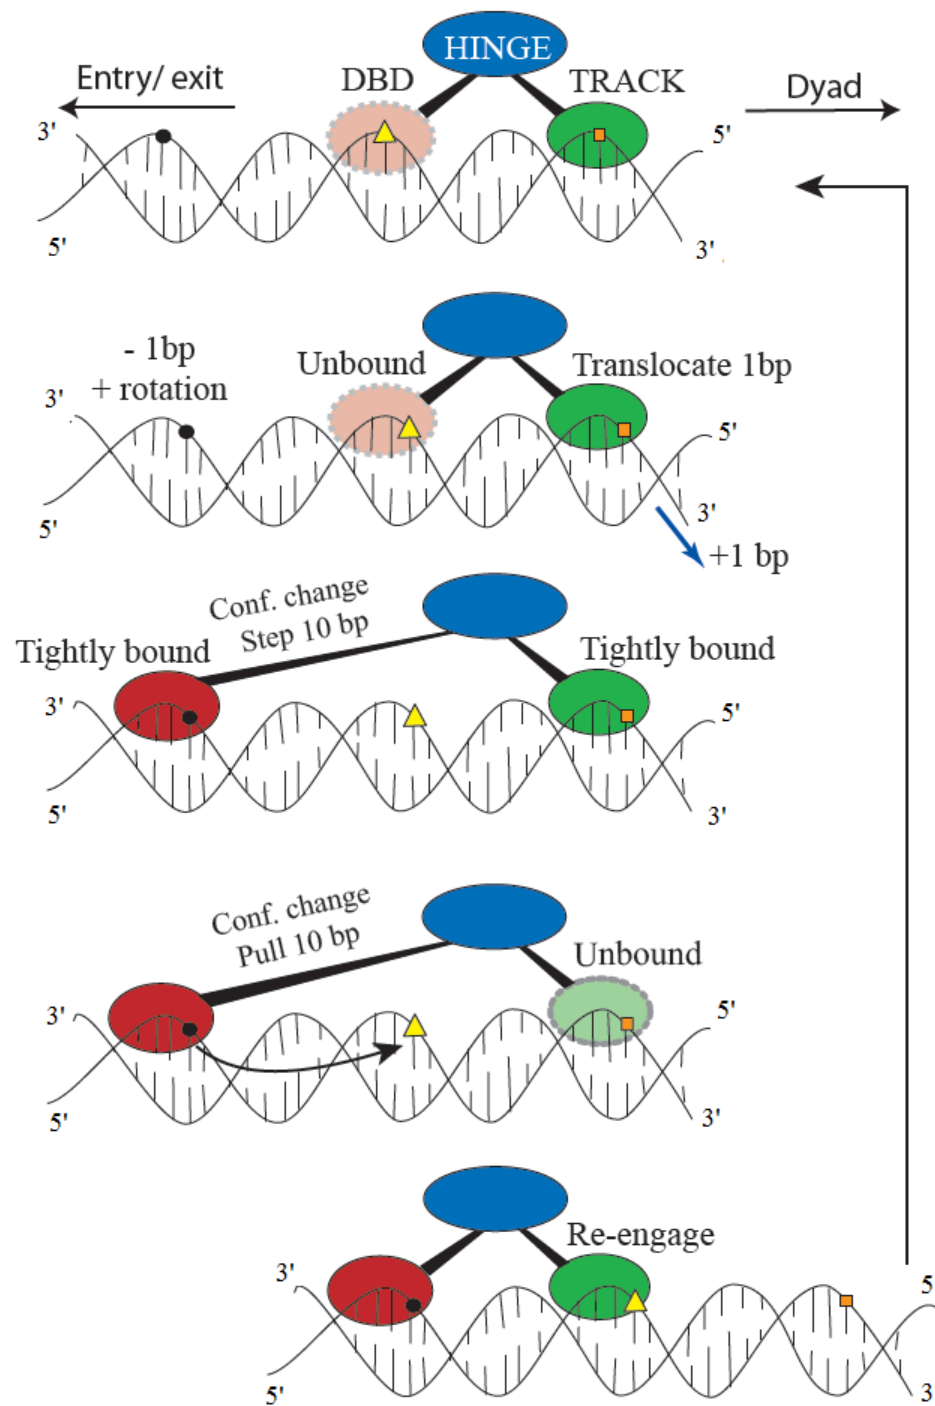 HINGE
Entry/ exit
DBD
TRACK
Dyad
3'
5'
5'
3'
- 1bp
+ rotation
Unbound
Translocate 1bp
3'
5'
5'
3'
+1 bp
Conf. change
Step 10 bp
Tightly bound
Tightly bound
3'
5'
5'
3'
Conf. change
Pull 10 bp
Unbound
3'
5'
5'
3'
Re-engage
3'
5
5'
3